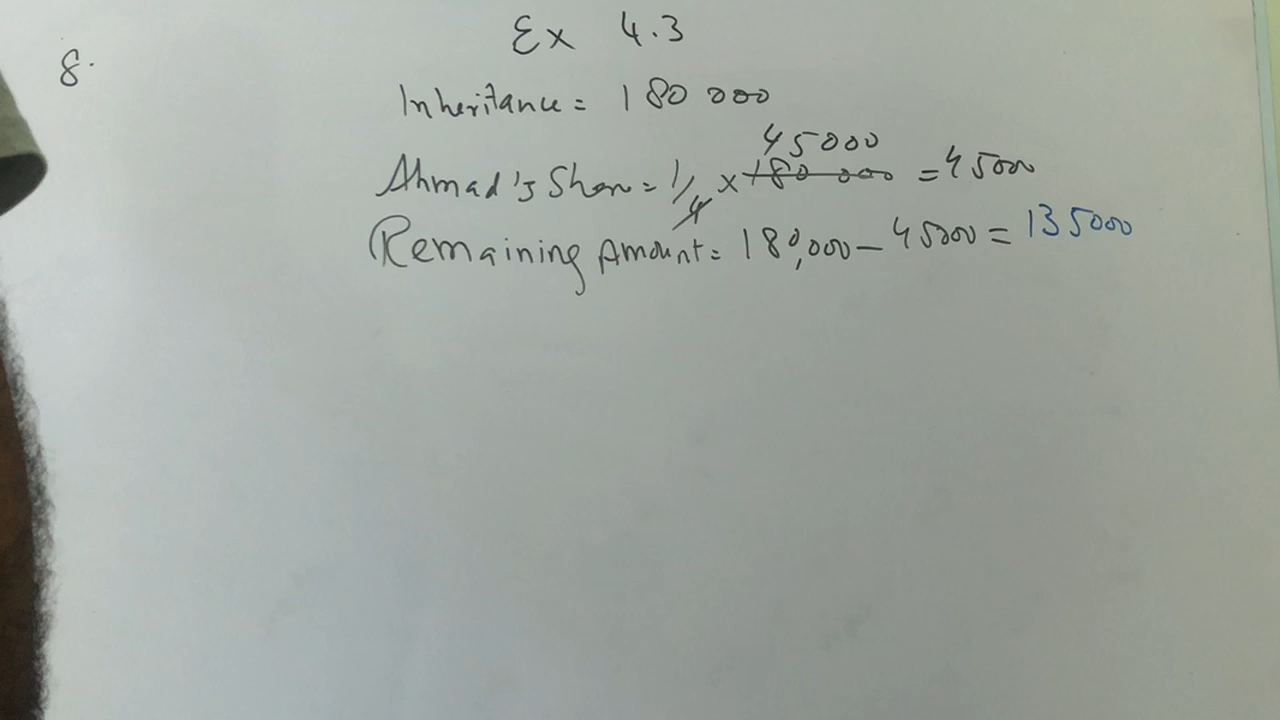 Ex 4.3
8.
Inheritance = 180 000
45000
Ahmad's Share = 1/4 × 180 000 = 45000
Remaining Amount = 180,000 - 45000 = 135000